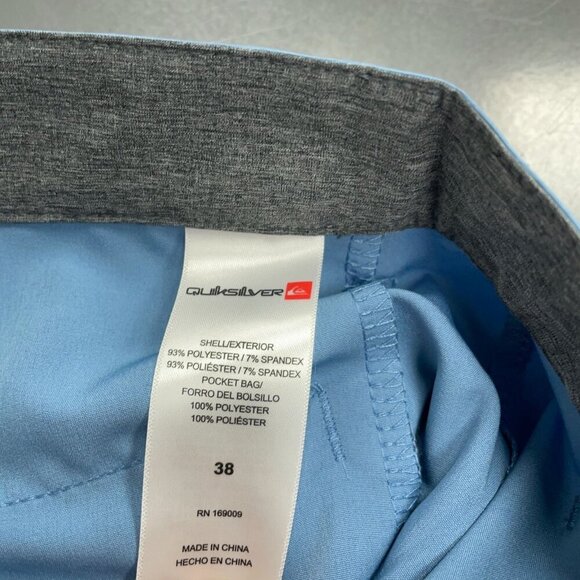 QUIKSILVER
SHELL/EXTERIOR
93% POLYESTER / 7% SPANDEX
93% POLIÉSTER / 7% SPANDEX
POCKET BAG/
FORRO DEL BOLSILLO
100% POLYESTER
100% POLIÉSTER
38
RN 169009
MADE IN CHINA
HECHO EN CHINA